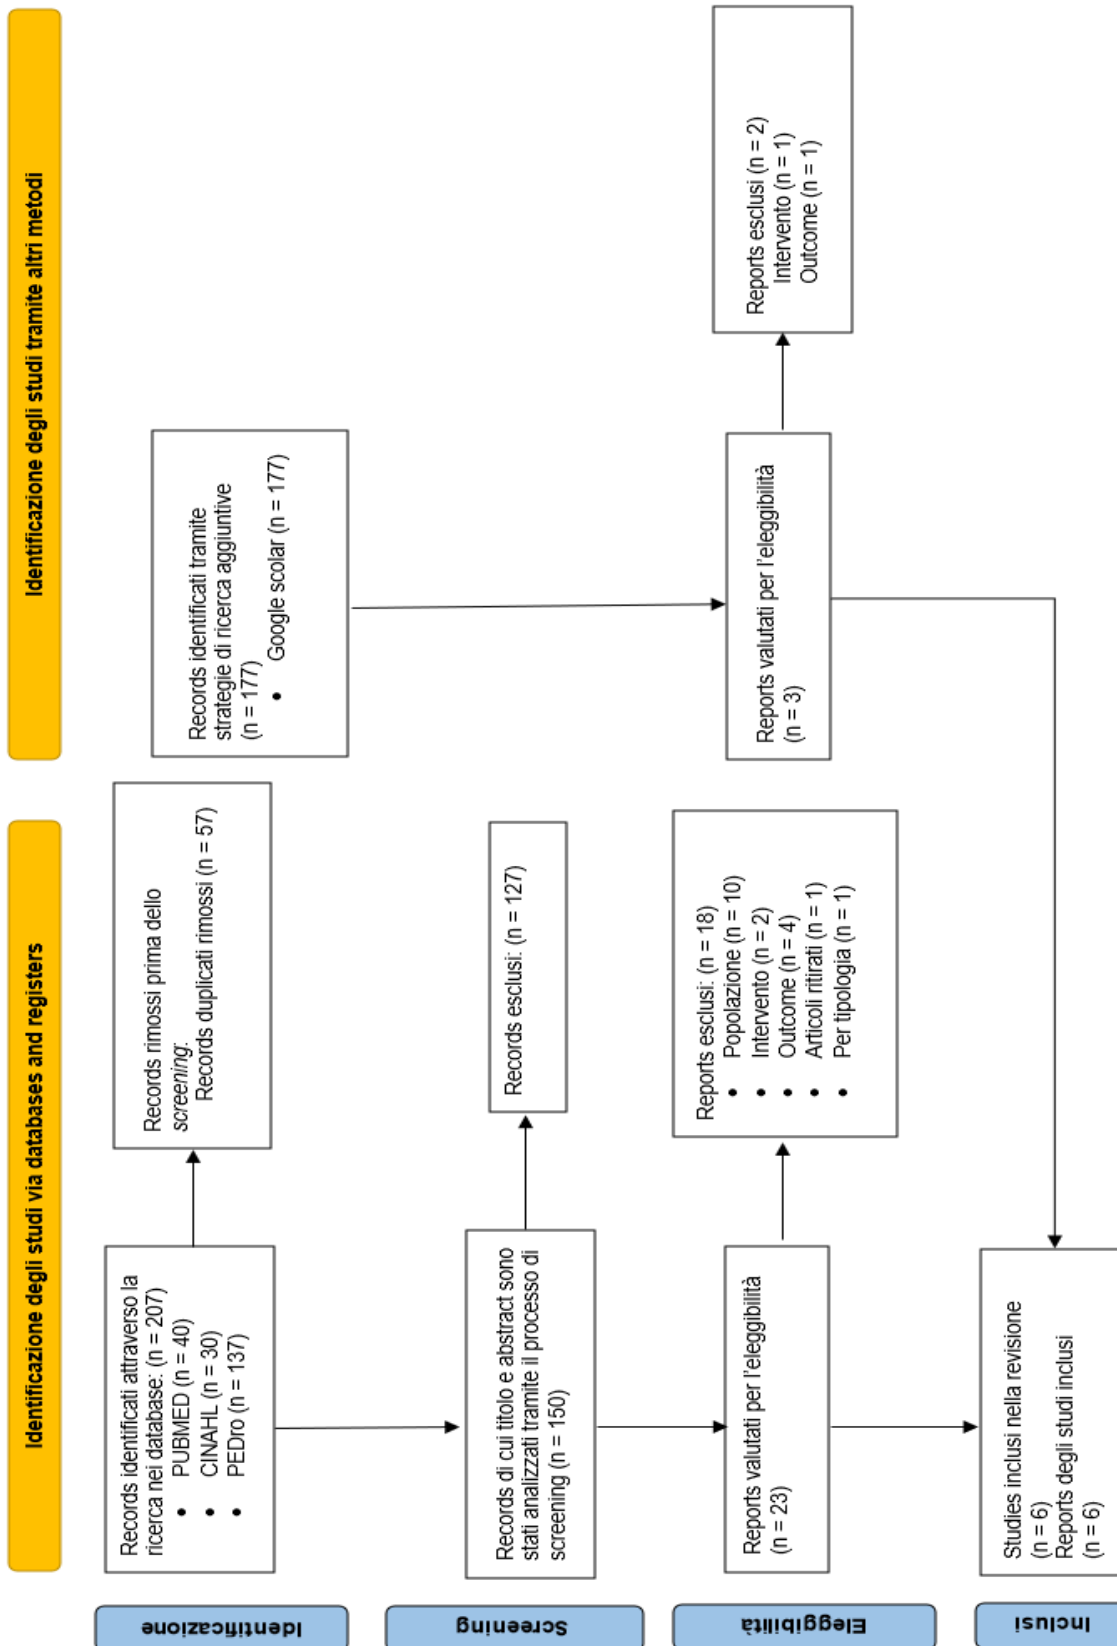 Identificazione degli studi via databases and registers
Identificazione degli studi tramite altri metodi
Identificazione
Records identificati attraverso la
ricerca nei database: (n = 207)
• PUBMED (n = 40)
• CINAHL (n = 30)
• PEDro (n = 137)
Records rimossi prima dello
screening:
Records duplicati rimossi (n = 57)
Records identificati tramite
strategie di ricerca aggiuntive
(n = 177)
• Google scolar (n = 177)
Screening
Records di cui titolo e abstract sono
stati analizzati tramite il processo di
screening (n = 150)
Records esclusi: (n = 127)
Eleggibilità
Reports valutati per l'eleggibilità
(n = 23)
Reports esclusi: (n = 18)
• Popolazione (n = 10)
• Intervento (n = 2)
• Outcome (n = 4)
• Articoli ritirati (n = 1)
• Per tipologia (n = 1)
Reports valutati per l'eleggibilità
(n = 3)
Reports esclusi (n = 2)
Intervento (n = 1)
Outcome (n = 1)
Inclusi
Studies inclusi nella revisione
(n = 6)
Reports degli studi inclusi
(n = 6)